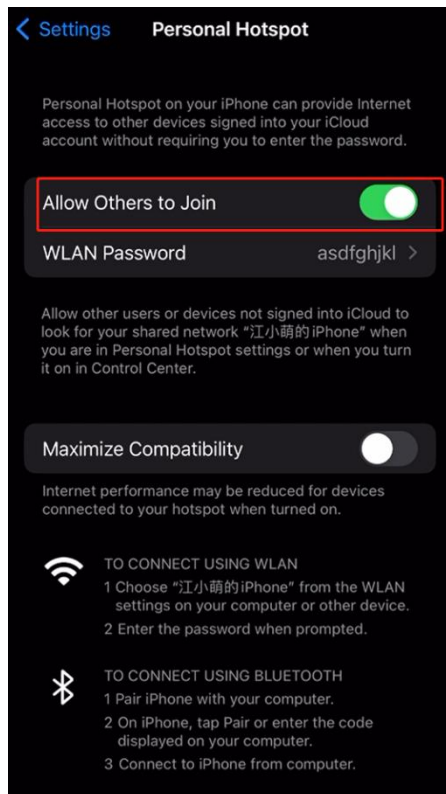 Settings
Personal Hotspot
Personal Hotspot on your iPhone can provide Internet
access to other devices signed into your iCloud
account without requiring you to enter the password.
Allow Others to Join
WLAN Password asdfghjkl
Allow other users or devices not signed into iCloud to
look for your shared network “江小萌的iPhone” when
you are in Personal Hotspot settings or when you turn
it on in Control Center.
Maximize Compatibility
Internet performance may be reduced for devices
connected to your hotspot when turned on.
TO CONNECT USING WLAN
1 Choose “江小萌的iPhone” from the WLAN
settings on your computer or other device.
2 Enter the password when prompted.
TO CONNECT USING BLUETOOTH
1 Pair iPhone with your computer.
2 On iPhone, tap Pair or enter the code
displayed on your computer.
3 Connect to iPhone from computer.